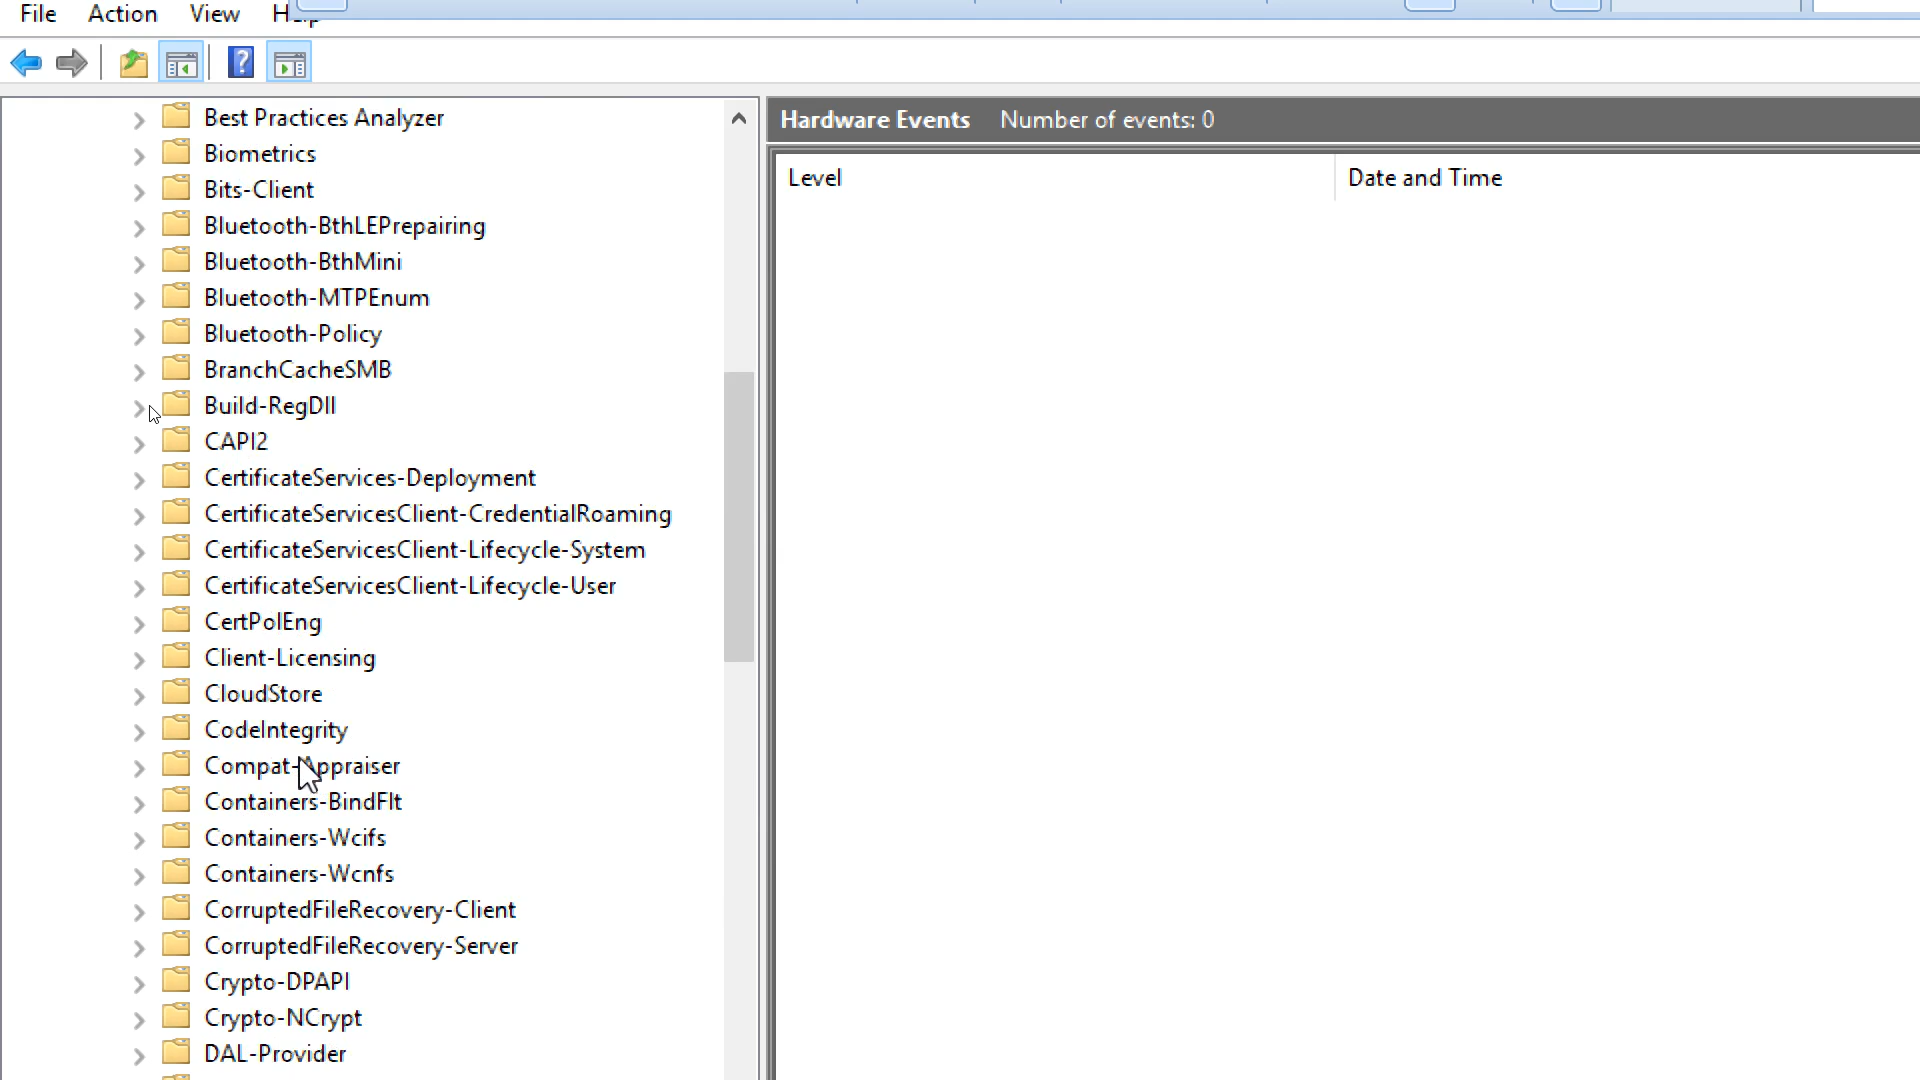 File Action View Help
Best Practices Analyzer
Biometrics
Bits-Client
Bluetooth-BthLEPrepairing
Bluetooth-BthMini
Bluetooth-MTPEnum
Bluetooth-Policy
BranchCacheSMB
Build-RegDll
CAPI2
CertificateServices-Deployment
CertificateServicesClient-CredentialRoaming
CertificateServicesClient-Lifecycle-System
CertificateServicesClient-Lifecycle-User
CertPolEng
Client-Licensing
CloudStore
CodeIntegrity
Compat-Appraiser
Containers-BindFlt
Containers-Wcifs
Containers-Wcnfs
CorruptedFileRecovery-Client
CorruptedFileRecovery-Server
Crypto-DPAPI
Crypto-NCrypt
DAL-Provider
Hardware Events Number of events: 0
Level Date and Time